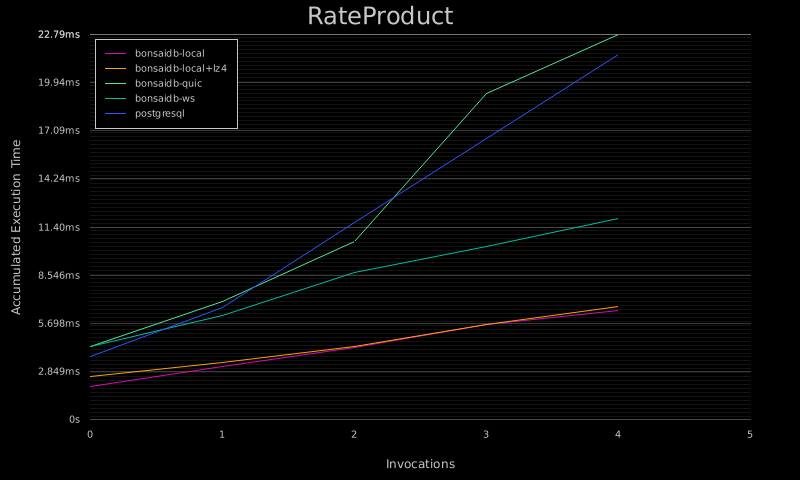 RateProduct
22.79ms
19.94ms
17.09ms
14.24ms
11.40ms
8.546ms
5.698ms
2.849ms
0s
Accumulated Execution Time
bonsaidb-local
bonsaidb-local+lz4
bonsaidb-quic
bonsaidb-ws
postgresql
0 1 2 3 4 5
Invocations